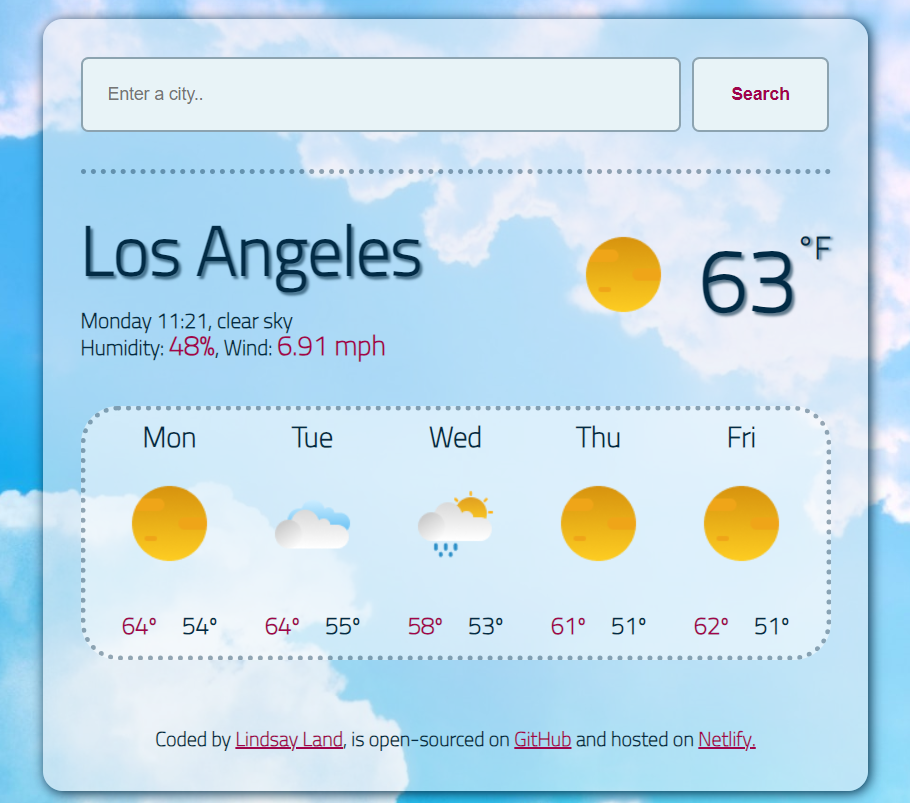 Enter a city.. Search
Los Angeles 63 °F
Monday 11:21, clear sky
Humidity: 48%, Wind: 6.91 mph
Mon Tue Wed Thu Fri
64° 54° 64° 55° 58° 53° 61° 51° 62° 51°
Coded by Lindsay Land, is open-sourced on GitHub and hosted on Netlify.